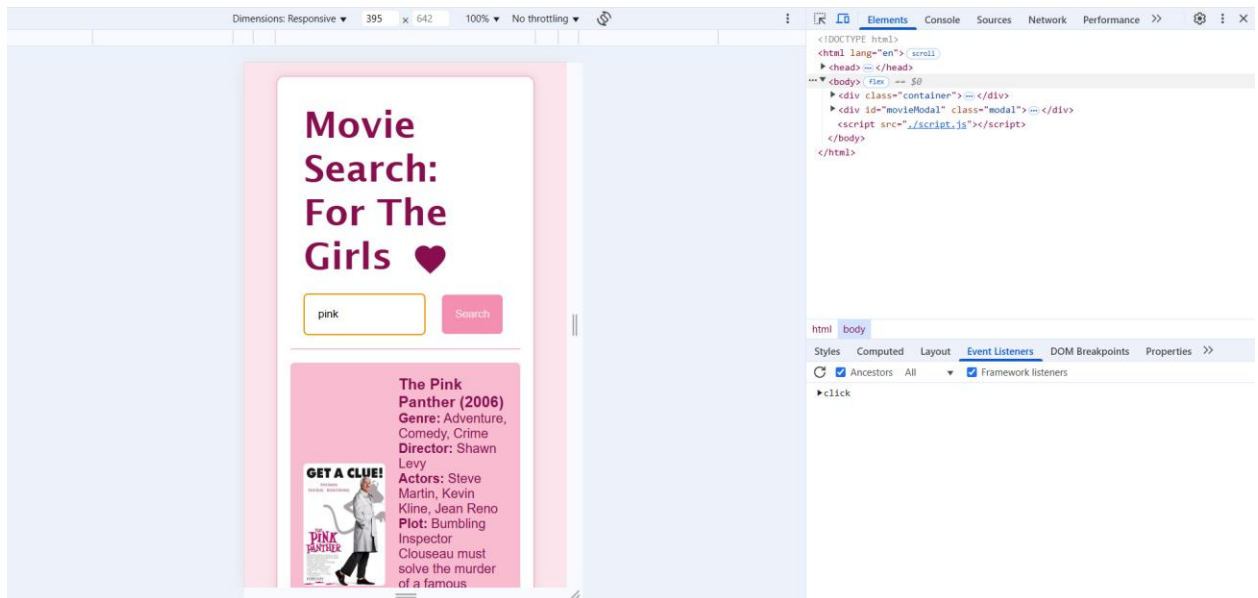 Dimensions: Responsive ▼ 395 × 642 100% ▼ No throttling ▼
Elements Console Sources Network Performance
<!DOCTYPE html>
<html lang="en"> scroll
<head> … </head>
<body> flex == $0
<div class="container"> … </div>
<div id="movieModal" class="modal"> … </div>
<script src="./script.js"></script>
</body>
</html>
html body
Styles Computed Layout Event Listeners DOM Breakpoints Properties
Ancestors All ▼ Framework listeners
click
Movie
Search:
For The
Girls
pink
Search
The Pink
Panther (2006)
Genre: Adventure,
Comedy, Crime
Director: Shawn
Levy
Actors: Steve
Martin, Kevin
Kline, Jean Reno
Plot: Bumbling
Inspector
Clouseau must
solve the murder
of a famous
GET A CLUE!
THE
PINK
PANTHER